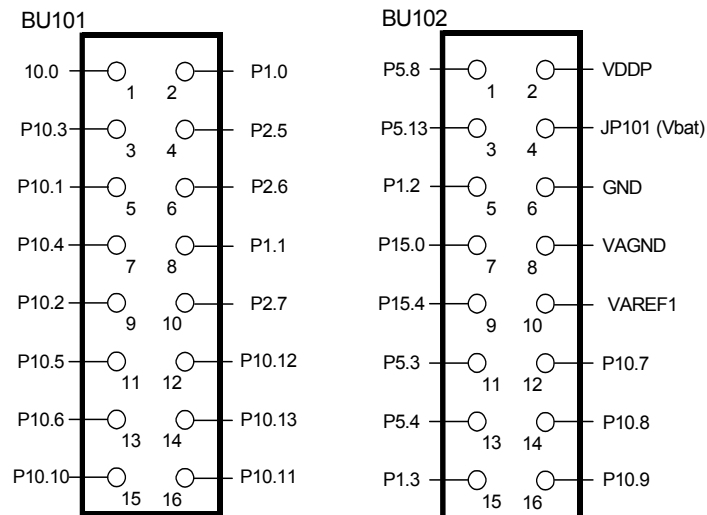 BU101
10.0 1 2 P1.0
P10.3 3 4 P2.5
P10.1 5 6 P2.6
P10.4 7 8 P1.1
P10.2 9 10 P2.7
P10.5 11 12 P10.12
P10.6 13 14 P10.13
P10.10 15 16 P10.11
BU102
P5.8 1 2 VDDP
P5.13 3 4 JP101 (Vbat)
P1.2 5 6 GND
P15.0 7 8 VAGND
P15.4 9 10 VAREF1
P5.3 11 12 P10.7
P5.4 13 14 P10.8
P1.3 15 16 P10.9